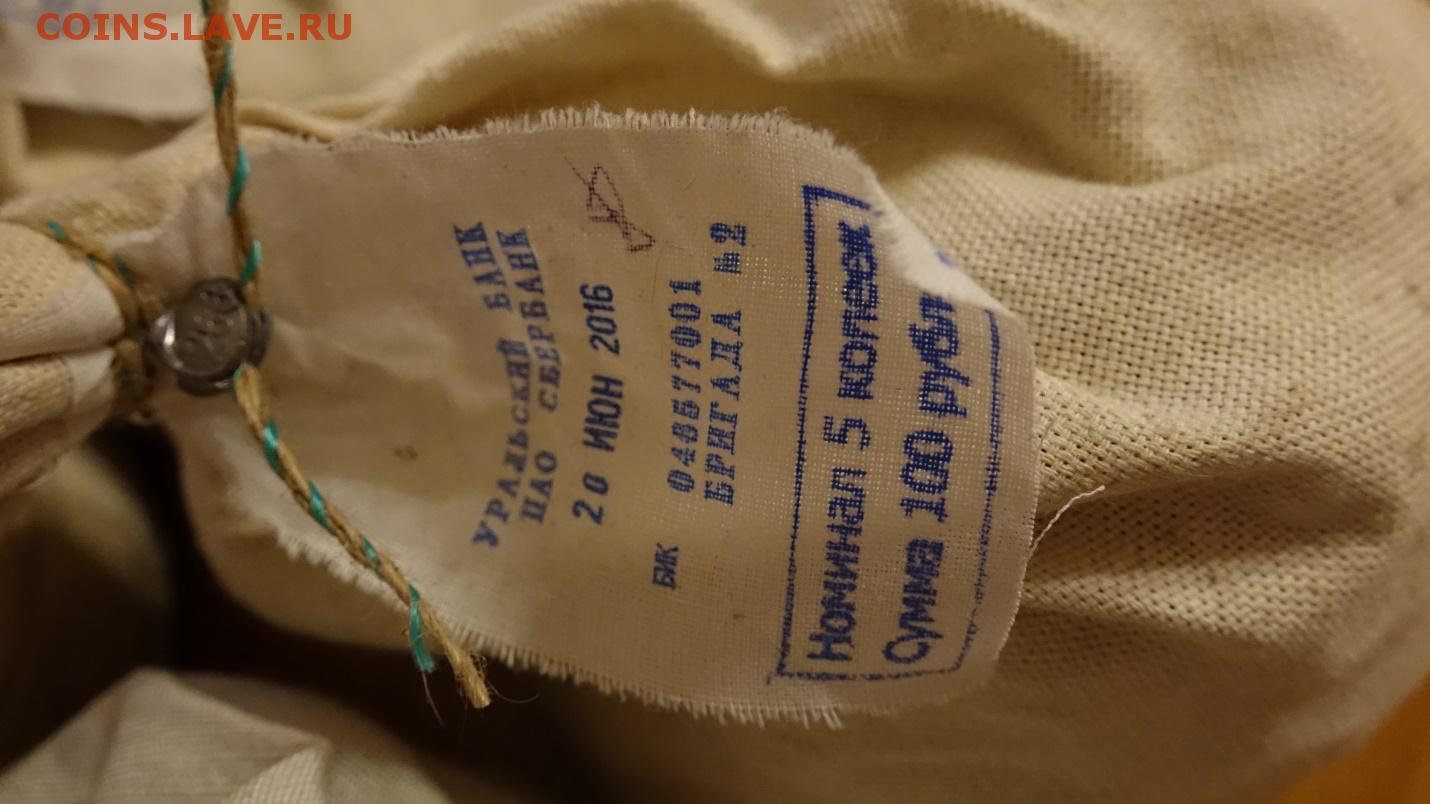 COINS.LAVE.RU
УРАЛЬСКИЙ БАНК
ПАО СБЕРБАНК
20 ИЮН 2016
БИК 046577001
БРИГАДА №2
Номинал 5 копеек
Сумма 100 рубл